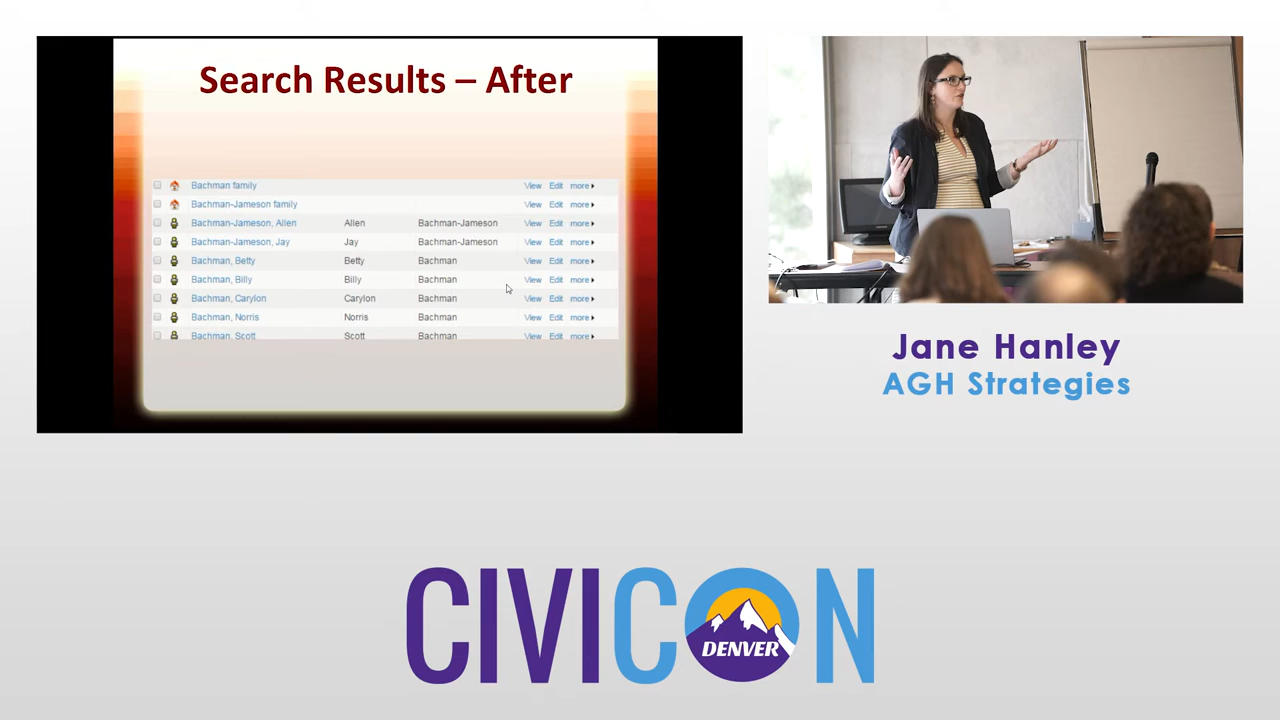 Search Results – After
Bachman family View Edit more
Bachman-Jameson family View Edit more
Bachman-Jameson, Allen Allen Bachman-Jameson View Edit more
Bachman-Jameson, Jay Jay Bachman-Jameson View Edit more
Bachman, Betty Betty Bachman View Edit more
Bachman, Billy Billy Bachman View Edit more
Bachman, Carylon Carylon Bachman View Edit more
Bachman, Norris Norris Bachman View Edit more
Bachman, Scott Scott Bachman View Edit more
Jane Hanley
AGH Strategies
CIVICON
DENVER